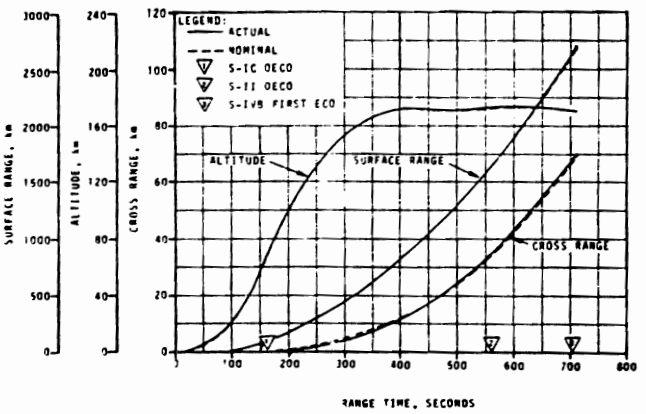 LEGEND:
ACTUAL
NOMINAL
1 S-IC OECO
2 S-II OECO
3 S-IVB FIRST ECO
SURFACE RANGE, km
3000
2500
2000
1500
1000
500
0
ALTITUDE, km
240
200
160
120
80
40
0
CROSS RANGE, km
120
100
80
60
40
20
0
ALTITUDE
SURFACE RANGE
CROSS RANGE
1
2
3
0 100 200 300 400 500 600 700 800
RANGE TIME, SECONDS